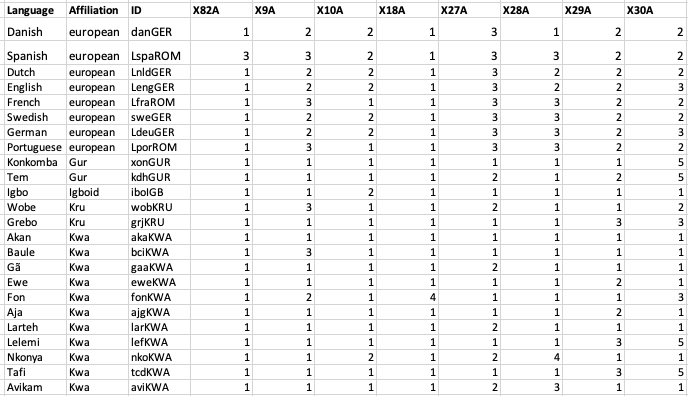 Language Affiliation ID X82A X9A X10A X18A X27A X28A X29A X30A
Danish european danGER 1 2 2 1 3 1 2 2
Spanish european LspaROM 3 3 2 1 3 3 2 2
Dutch european LnldGER 1 2 2 1 3 2 2 2
English european LengGER 1 2 2 1 3 2 2 3
French european LfraROM 1 3 1 1 3 3 2 2
Swedish european sweGER 1 2 2 1 3 3 2 2
German european LdeuGER 1 2 2 1 3 3 2 3
Portuguese european LporROM 1 3 1 1 3 3 2 2
Konkomba Gur xonGUR 1 1 1 1 1 1 1 5
Tem Gur kdhGUR 1 1 1 1 2 1 2 5
Igbo Igboid iboIGB 1 1 2 1 1 1 1 1
Wobe Kru wobKRU 1 3 1 1 2 1 1 2
Grebo Kru grjKRU 1 1 1 1 1 1 3 3
Akan Kwa akaKWA 1 1 1 1 1 1 1 1
Baule Kwa bciKWA 1 3 1 1 1 1 1 1
Gã Kwa gaaKWA 1 1 1 1 2 1 1 1
Ewe Kwa eweKWA 1 1 1 1 1 1 2 1
Fon Kwa fonKWA 1 2 1 4 1 1 1 3
Aja Kwa ajgKWA 1 1 1 1 1 1 2 1
Larteh Kwa larKWA 1 1 1 1 2 1 1 1
Lelemi Kwa lefKWA 1 1 1 1 1 1 3 5
Nkonya Kwa nkoKWA 1 1 2 1 2 4 1 1
Tafi Kwa tcdKWA 1 1 1 1 1 1 3 5
Avikam Kwa aviKWA 1 1 1 1 2 3 1 1